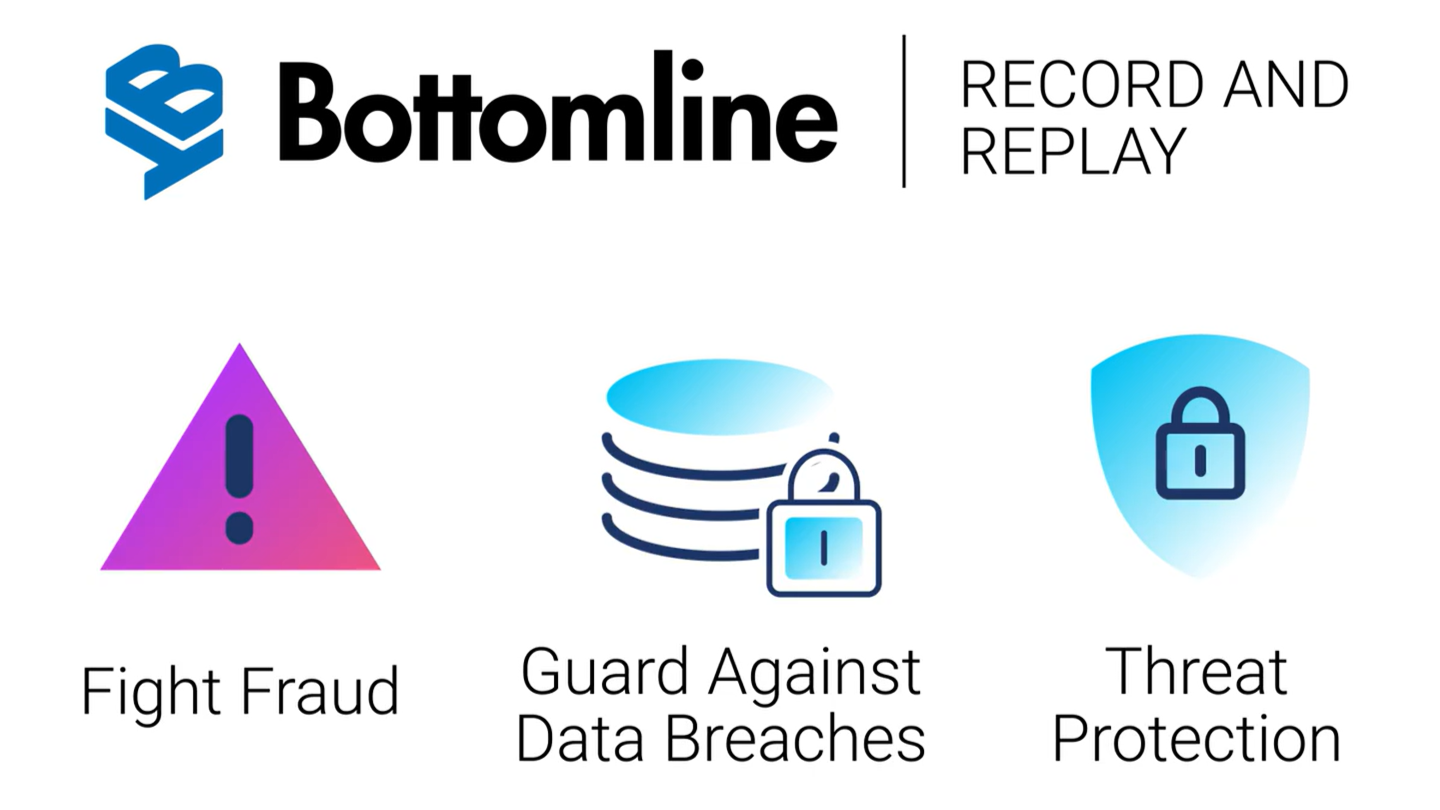 Bottomline
RECORD AND
REPLAY
Fight Fraud
Guard Against
Data Breaches
Threat
Protection